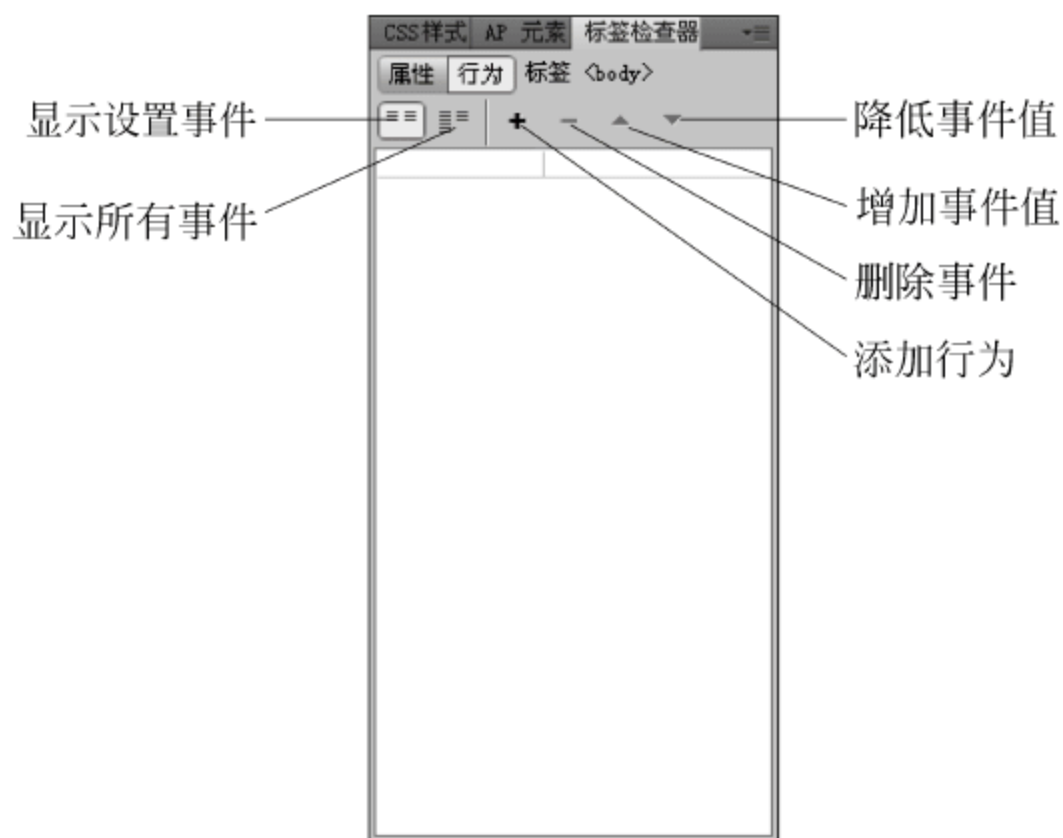 CSS样式 AP 元素 标签检查器
属性 行为 标签 <body>
显示设置事件
显示所有事件
降低事件值
增加事件值
删除事件
添加行为